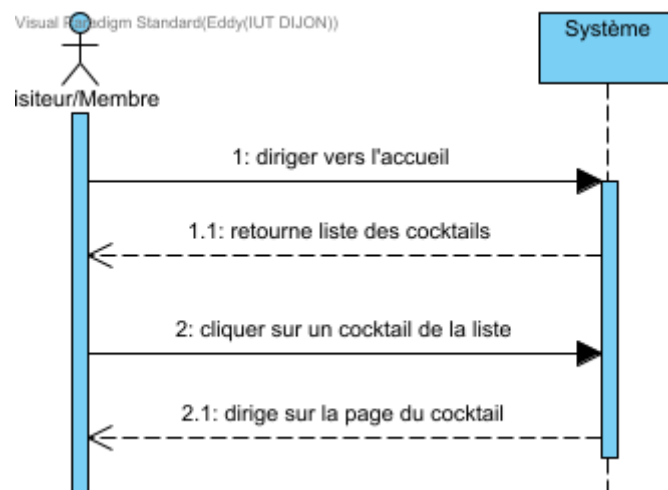 Visual Paradigm Standard(Eddy(IUT DIJON))
Système
isiteur/Membre
1: diriger vers l'accueil
1.1: retourne liste des cocktails
2: cliquer sur un cocktail de la liste
2.1: dirige sur la page du cocktail